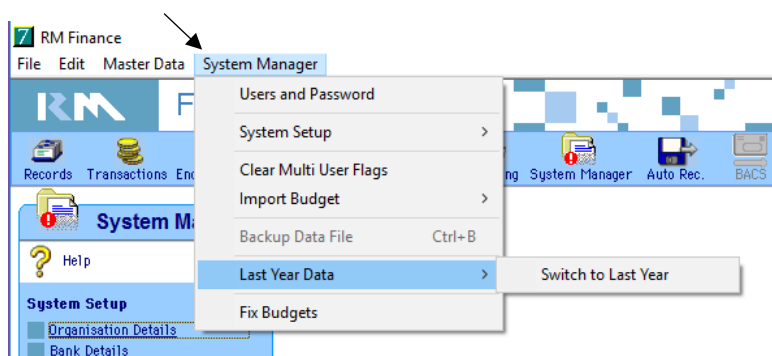 RM Finance
File Edit Master Data System Manager
RM F
Users and Password
System Setup
Clear Multi User Flags
Import Budget
Backup Data File Ctrl+B
Last Year Data
Switch to Last Year
Fix Budgets
Records Transactions En
ng System Manager Auto Rec. BACS
System M
Help
System Setup
Organisation Details
Bank Details